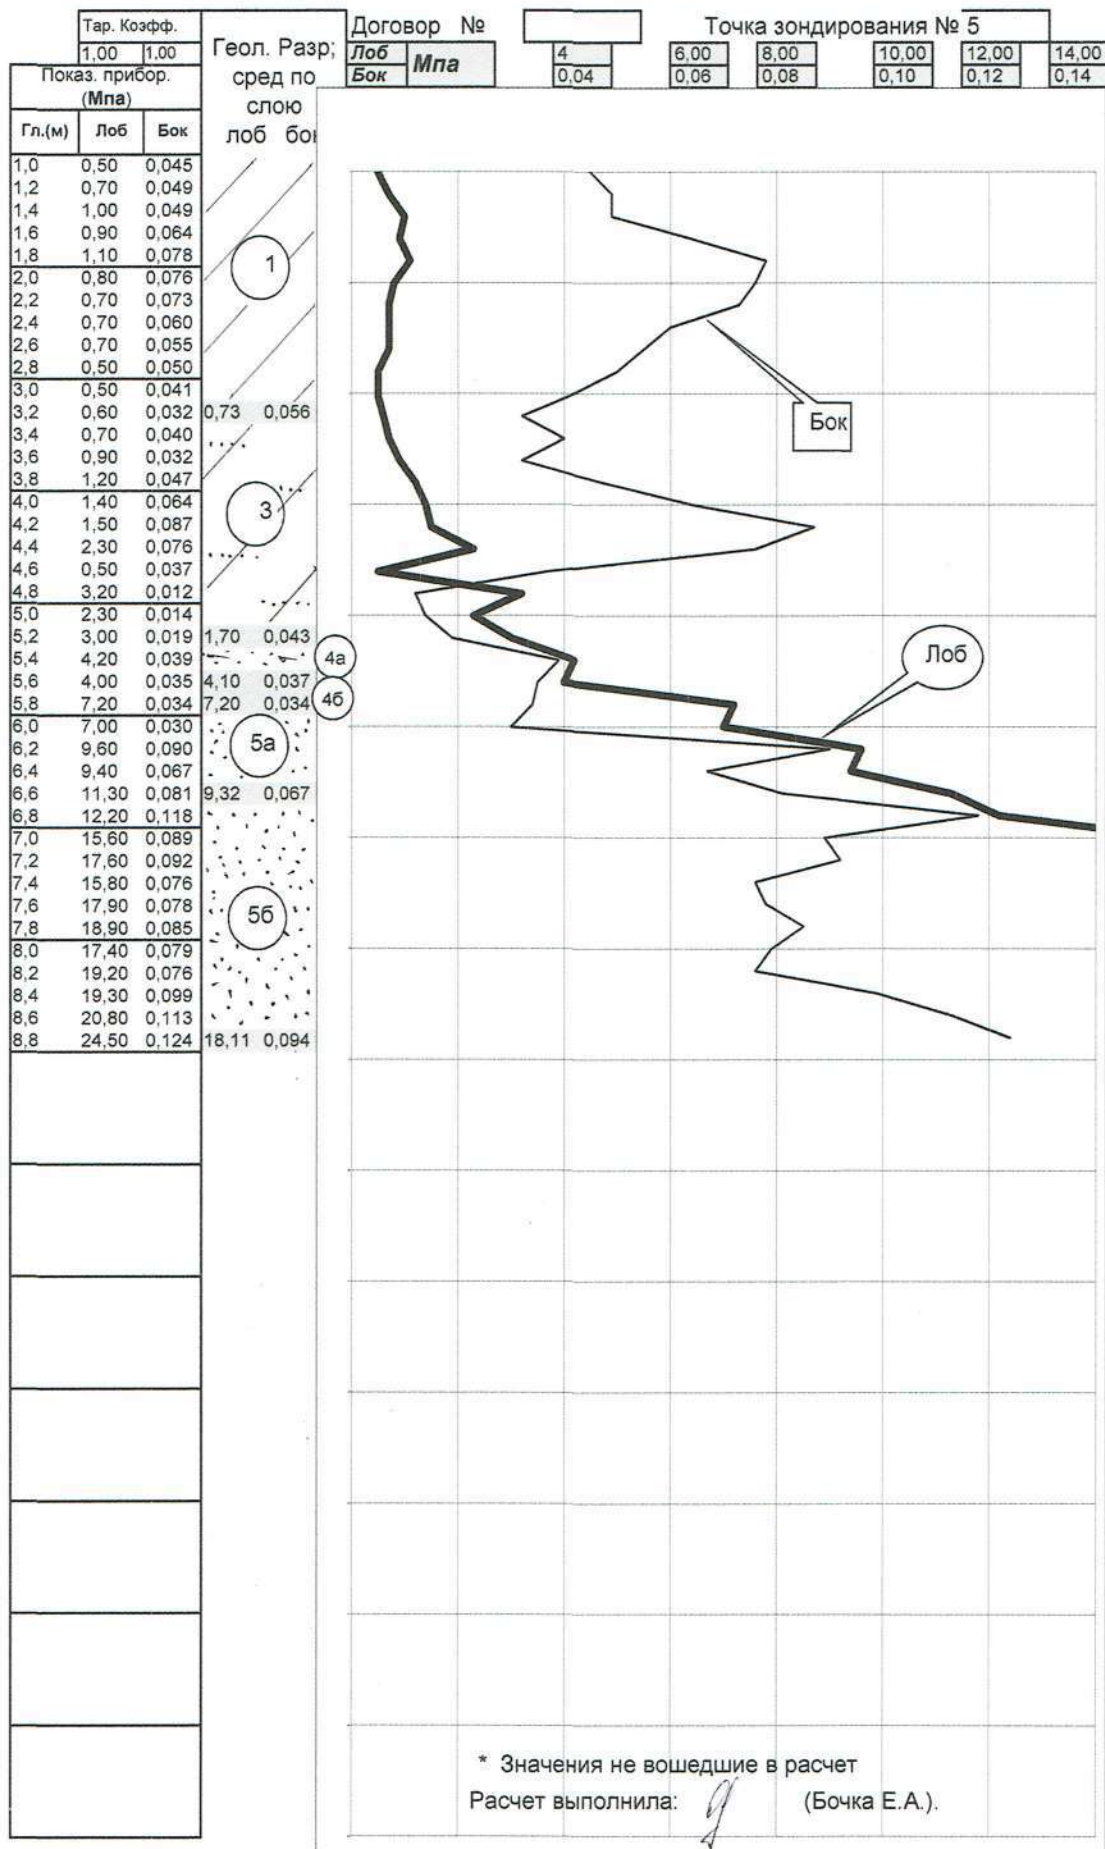 Тар. Коэфф.
1,00 1,00
Показ. прибор.
(Мпа)
Гл.(м) Лоб Бок
Геол. Разр;
сред по
слою
лоб бок
Договор №
Точка зондирования № 5
Лоб Мпа 4 6,00 8,00 10,00 12,00 14,00
Бок 0,04 0,06 0,08 0,10 0,12 0,14
1,0 0,50 0,045
1,2 0,70 0,049
1,4 1,00 0,049
1,6 0,90 0,064
1,8 1,10 0,078
1
2,0 0,80 0,076
2,2 0,70 0,073
2,4 0,70 0,060
2,6 0,70 0,055
2,8 0,50 0,050
3,0 0,50 0,041
3,2 0,60 0,032 0,73 0,056
Бок
3,4 0,70 0,040
3,6 0,90 0,032
3,8 1,20 0,047
4,0 1,40 0,064
3
4,2 1,50 0,087
4,4 2,30 0,076
4,6 0,50 0,037
4,8 3,20 0,012
5,0 2,30 0,014
5,2 3,00 0,019 1,70 0,043
5,4 4,20 0,039 4а
Лоб
5,6 4,00 0,035 4,10 0,037
5,8 7,20 0,034 7,20 0,034 4б
6,0 7,00 0,030
5а
6,2 9,60 0,090
6,4 9,40 0,067
6,6 11,30 0,081 9,32 0,067
6,8 12,20 0,118
7,0 15,60 0,089
7,2 17,60 0,092
7,4 15,80 0,076
7,6 17,90 0,078
5б
7,8 18,90 0,085
8,0 17,40 0,079
8,2 19,20 0,076
8,4 19,30 0,099
8,6 20,80 0,113
8,8 24,50 0,124 18,11 0,094
* Значения не вошедшие в расчет
Расчет выполнила: (Бочка Е.А.).